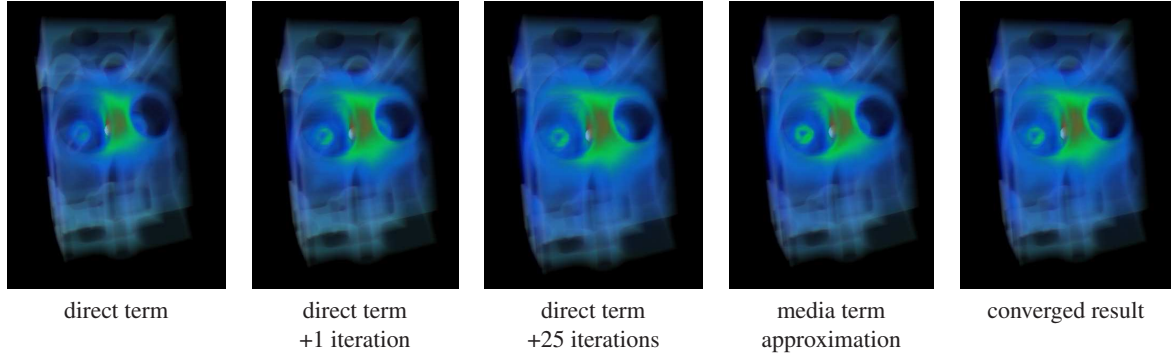 direct term
direct term
+1 iteration
direct term
+25 iterations
media term
approximation
converged result